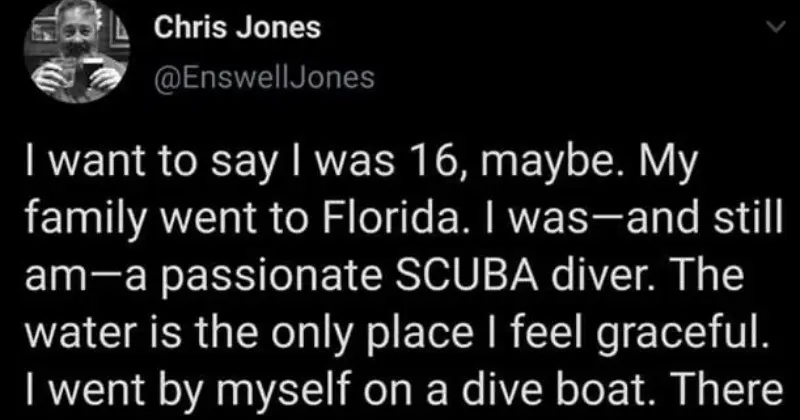 Chris Jones
@EnswellJones
I want to say I was 16, maybe. My
family went to Florida. I was—and still
am—a passionate SCUBA diver. The
water is the only place I feel graceful.
I went by myself on a dive boat. There